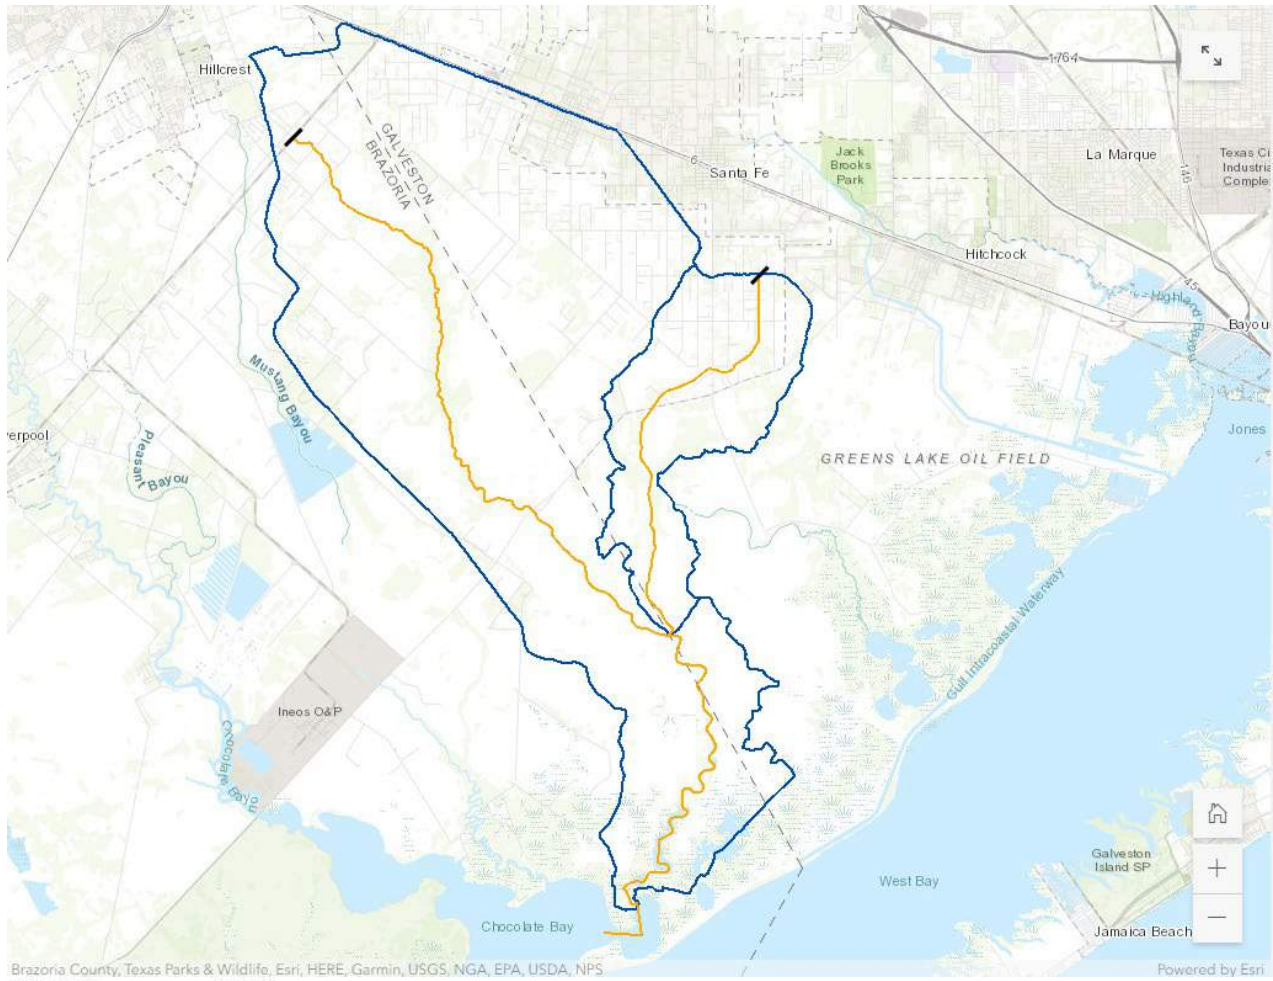 Hillcrest
1764
GALVESTON
BRAZORIA
Jack
Brooks
Park
La Marque
Texas Ci
Industria
Comple
146
6
Santa Fe
Hitchcock
45
Highland Bayou
Bayou
Mustang Bayou
Jones
verpool
Pleasant
Bayou
GREENS LAKE OIL FIELD
Gulf Intracoastal Waterway
Ineos O&P
Chocolate Bayou
Galveston
Island SP
West Bay
Chocolate Bay
Jamaica Beach
Brazoria County, Texas Parks & Wildlife, Esri, HERE, Garmin, USGS, NGA, EPA, USDA, NPS
Powered by Esri